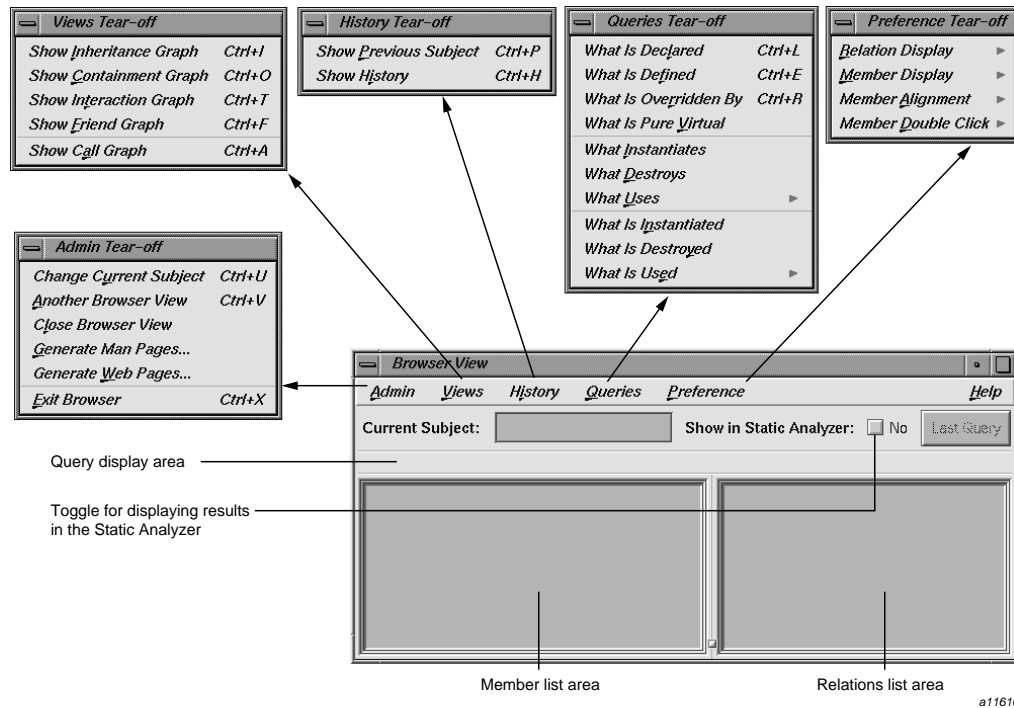 Views Tear-off
Show Inheritance Graph Ctrl+I
Show Containment Graph Ctrl+O
Show Interaction Graph Ctrl+T
Show Friend Graph Ctrl+F
Show Call Graph Ctrl+A
History Tear-off
Show Previous Subject Ctrl+P
Show History Ctrl+H
Queries Tear-off
What Is Declared Ctrl+L
What Is Defined Ctrl+E
What Is Overridden By Ctrl+R
What Is Pure Virtual
What Instantiates
What Destroys
What Uses
What Is Instantiated
What Is Destroyed
What Is Used
Preference Tear-off
Relation Display
Member Display
Member Alignment
Member Double Click
Admin Tear-off
Change Current Subject Ctrl+U
Another Browser View Ctrl+V
Close Browser View
Generate Man Pages...
Generate Web Pages...
Exit Browser Ctrl+X
Browser View
Admin Views History Queries Preference Help
Current Subject: Show in Static Analyzer: No Last Query
Query display area
Toggle for displaying results
in the Static Analyzer
Member list area
Relations list area